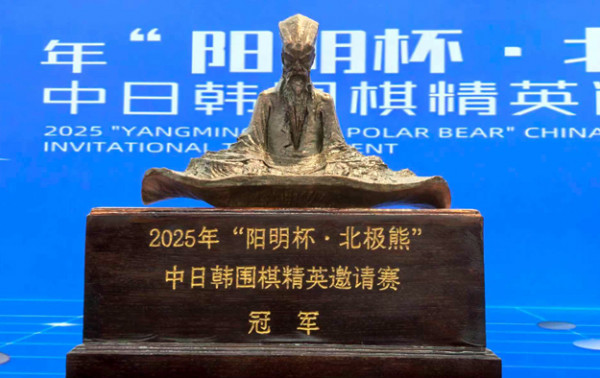 年“阳明杯·北
中日韩围棋精英
2025 "YANGMING POLAR BEAR" CHINA
INVITATIONAL
2025年“阳明杯·北极熊”
中日韩围棋精英邀请赛
冠 军